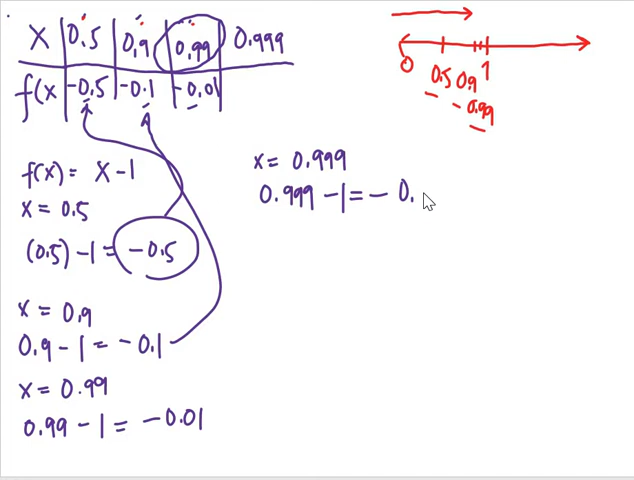 x 0.5 0.9 0.99 0.999
f(x -0.5 -0.1 -0.01
0 0.5 0.9 1
0.99
f(x) = x-1
x = 0.5
(0.5) -1 = -0.5
x = 0.9
0.9 - 1 = -0.1
x = 0.99
0.99 - 1 = -0.01
x = 0.999
0.999 -1 = - 0.